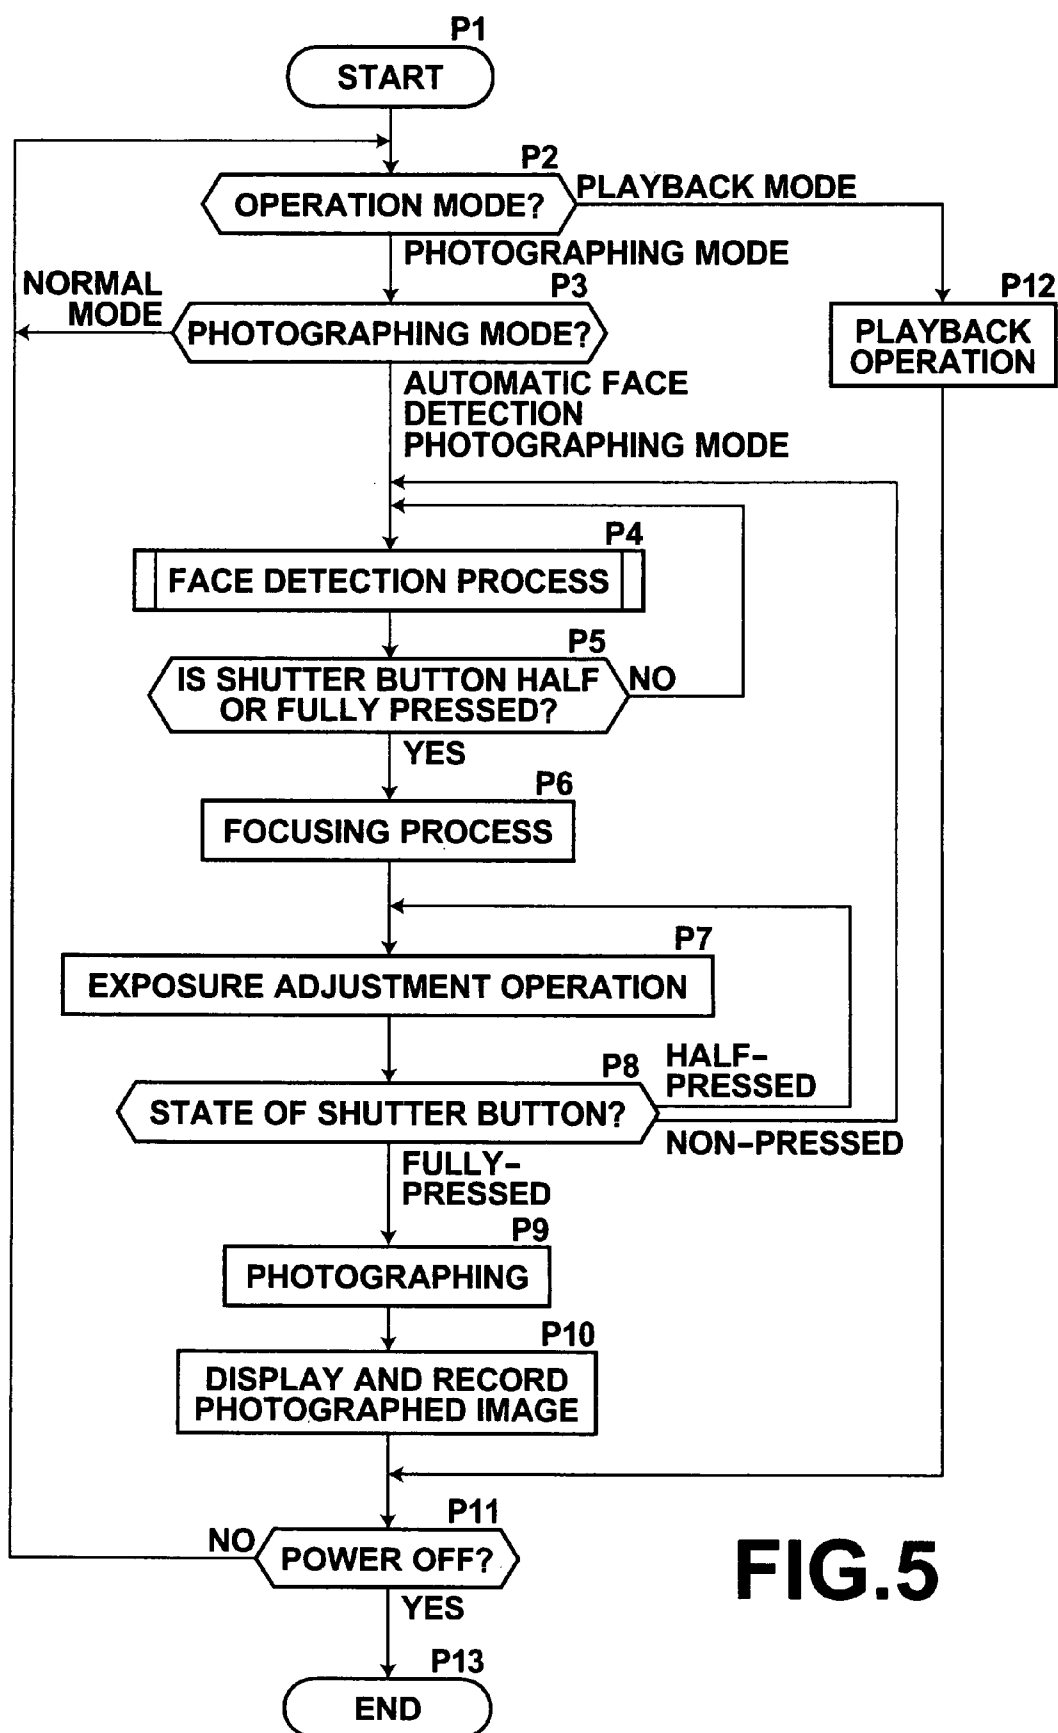 P1
START
P2
OPERATION MODE?
PLAYBACK MODE
PHOTOGRAPHING MODE
NORMAL
MODE
P3
PHOTOGRAPHING MODE?
P12
PLAYBACK
OPERATION
AUTOMATIC FACE
DETECTION
PHOTOGRAPHING MODE
P4
FACE DETECTION PROCESS
P5
IS SHUTTER BUTTON HALF
OR FULLY PRESSED?
NO
YES
P6
FOCUSING PROCESS
P7
EXPOSURE ADJUSTMENT OPERATION
P8
STATE OF SHUTTER BUTTON?
HALF-
PRESSED
NON-PRESSED
FULLY-
PRESSED
P9
PHOTOGRAPHING
P10
DISPLAY AND RECORD
PHOTOGRAPHED IMAGE
P11
POWER OFF?
NO
YES
P13
END
FIG.5